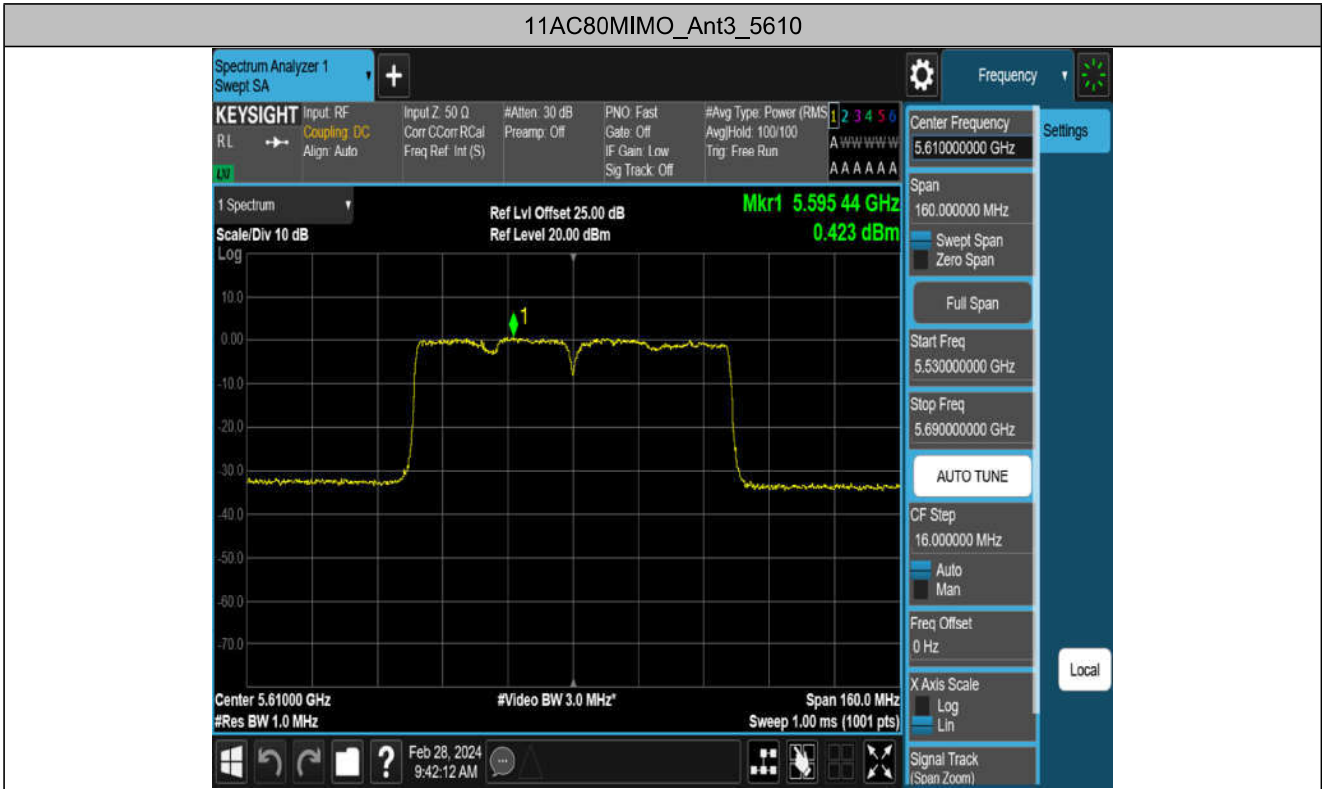 11AC80MIMO_Ant3_5610
Spectrum Analyzer 1
Swept SA
+
Frequency
KEYSIGHT
RL
LXI
Input: RF
Coupling: DC
Align: Auto
Input Z: 50 Ω
Corr CCorr RCal
Freq Ref: Int (S)
#Atten: 30 dB
Preamp: Off
PNO: Fast
Gate: Off
IF Gain: Low
Sig Track: Off
#Avg Type: Power (RMS
Avg|Hold: 100/100
Trig: Free Run
1 2 3 4 5 6
A W W W W W
A A A A A A
Center Frequency
5.610000000 GHz
Settings
Span
160.000000 MHz
Swept Span
Zero Span
Full Span
Start Freq
5.530000000 GHz
Stop Freq
5.690000000 GHz
AUTO TUNE
CF Step
16.000000 MHz
Auto
Man
Freq Offset
0 Hz
X Axis Scale
Log
Lin
Signal Track
(Span Zoom)
Local
1 Spectrum
Scale/Div 10 dB
Log
Ref Lvl Offset 25.00 dB
Ref Level 20.00 dBm
Mkr1 5.595 44 GHz
0.423 dBm
10.0
0.00
-10.0
-20.0
-30.0
-40.0
-50.0
-60.0
-70.0
1
Center 5.61000 GHz
#Res BW 1.0 MHz
#Video BW 3.0 MHz*
Span 160.0 MHz
Sweep 1.00 ms (1001 pts)
?
Feb 28, 2024
9:42:12 AM